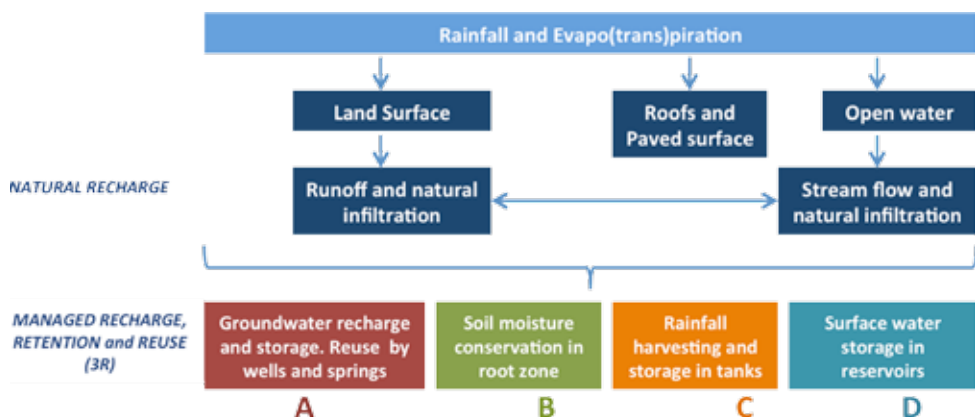 Rainfall and Evapo(trans)piration
Land Surface
Roofs and
Paved surface
Open water
NATURAL RECHARGE
Runoff and natural
infiltration
Stream flow and
natural infiltration
MANAGED RECHARGE,
RETENTION and REUSE
(3R)
Groundwater recharge
and storage. Reuse by
wells and springs
Soil moisture
conservation in
root zone
Rainfall
harvesting and
storage in tanks
Surface water
storage in
reservoirs
A
B
C
D